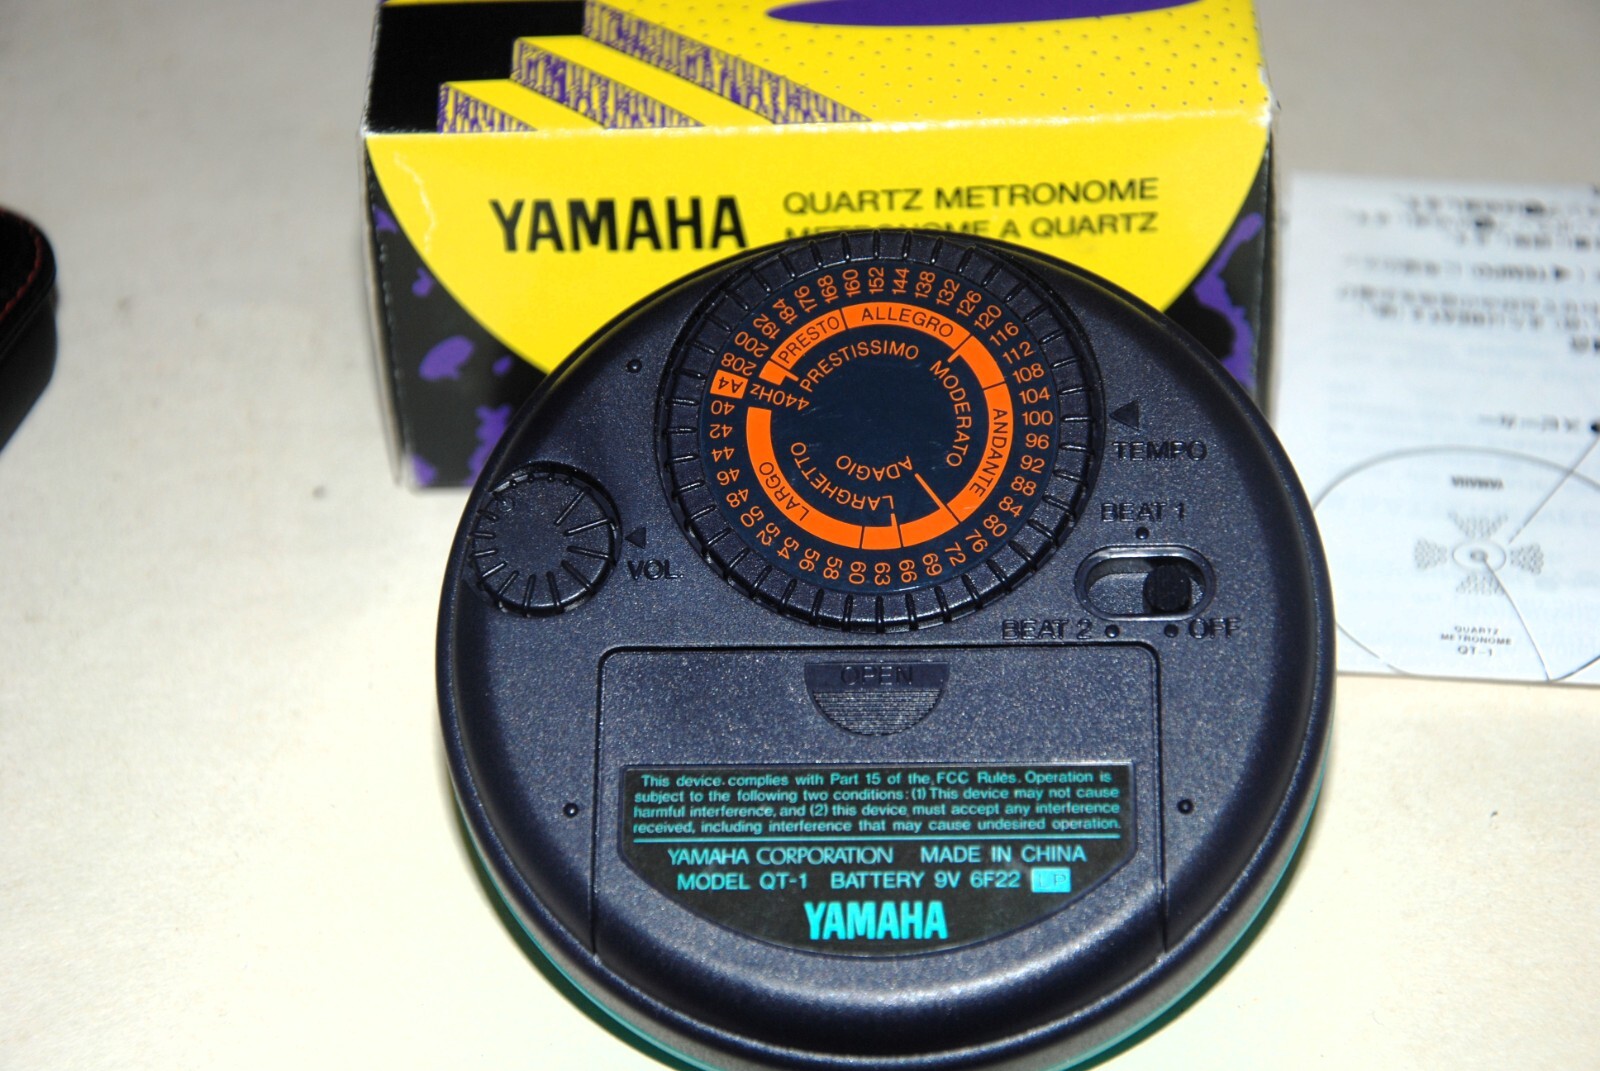 YAMAHA
QUARTZ METRONOME
METRONOME A QUARTZ
A4
440Hz
40 42 44 46 48 50 52 54 56 58 60 63 66 69 72 76 80 84 88 92 96 100 104 108 112 116 120 126 132 138 144 152 160 168 176 184 192 200 208
LARGO
LARGHETTO
ADAGIO
ANDANTE
MODERATO
ALLEGRO
PRESTO
PRESTISSIMO
TEMPO
VOL.
BEAT 1
BEAT 2
OFF
OPEN
This device complies with Part 15 of the FCC Rules. Operation is
subject to the following two conditions: (1) This device may not cause
harmful interference, and (2) this device must accept any interference
received, including interference that may cause undesired operation.
YAMAHA CORPORATION MADE IN CHINA
MODEL QT-1 BATTERY 9V 6F22 LP
YAMAHA
YAMAHA
QUARTZ
METRONOME
QT-1